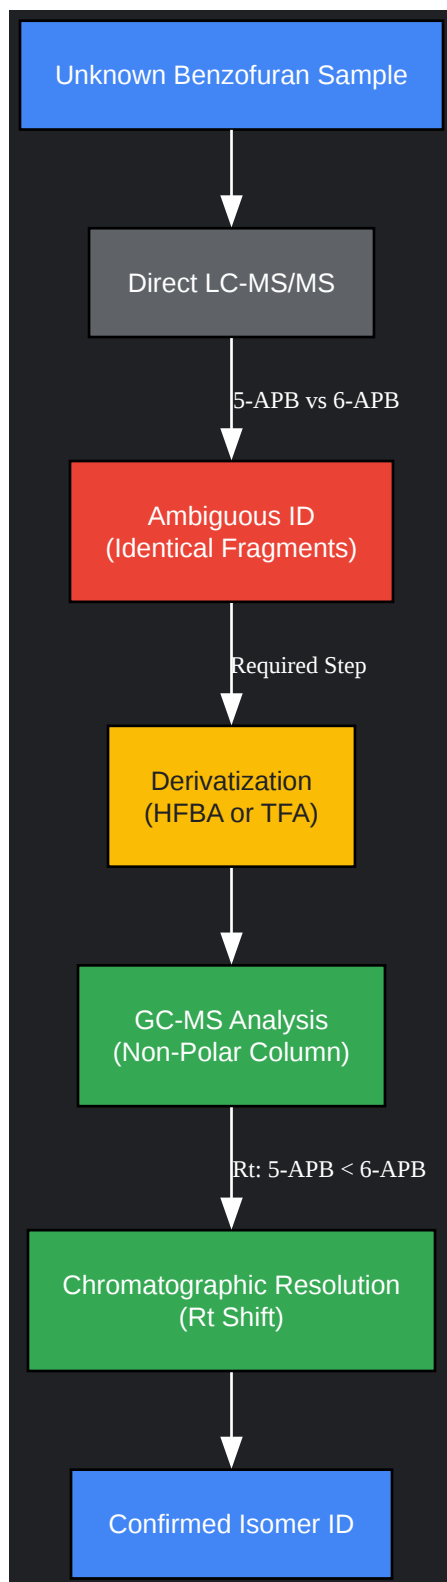 Unknown Benzofuran Sample
Direct LC-MS/MS
5-APB vs 6-APB
Ambiguous ID
(Identical Fragments)
Required Step
Derivatization
(HFBA or TFA)
GC-MS Analysis
(Non-Polar Column)
Rt: 5-APB < 6-APB
Chromatographic Resolution
(Rt Shift)
Confirmed Isomer ID